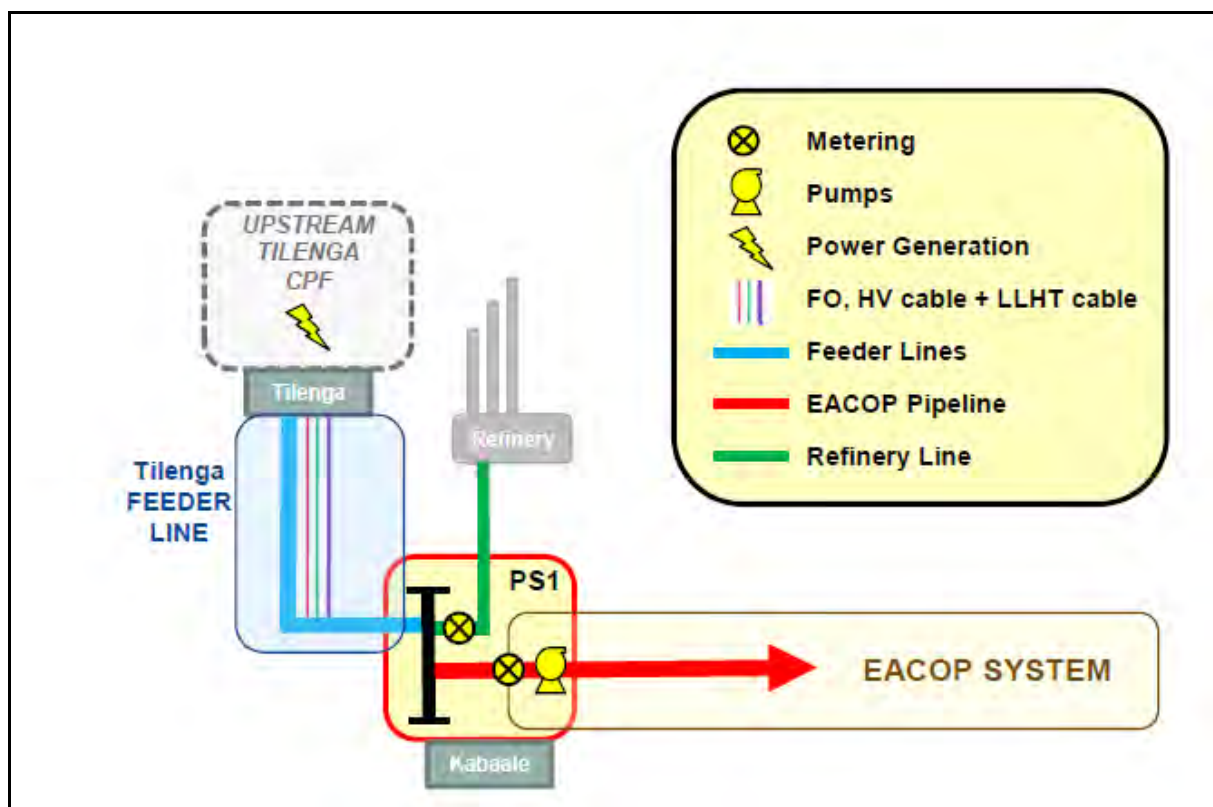 UPSTREAM
TILENGA
CPF
Tilenga
Tilenga
FEEDER
LINE
Refinery
PS1
Kabaale
EACOP SYSTEM
Metering
Pumps
Power Generation
FO, HV cable + LLHT cable
Feeder Lines
EACOP Pipeline
Refinery Line